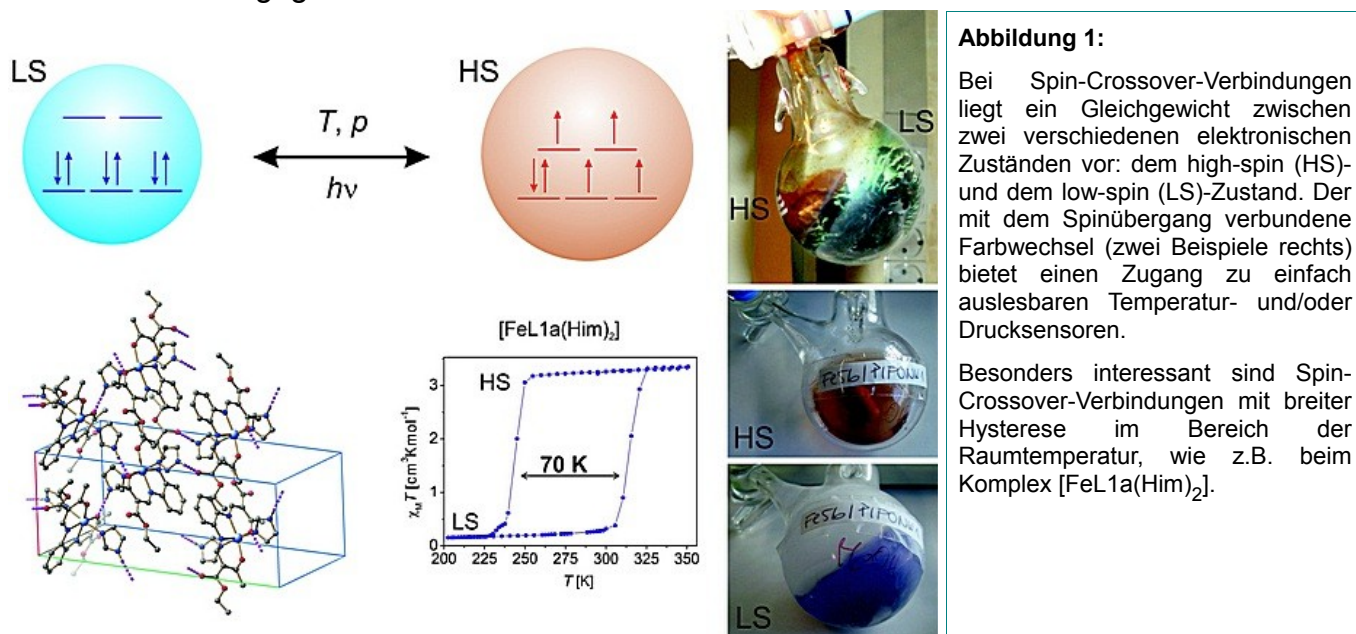 LS
HS
T, p
hν
[FeL1a(Him)₂]
HS
70 K
LS
χMT [cm³Kmol⁻¹]
3
2
1
0
200 225 250 275 300 325 350
T [K]
LS
HS
Fe56/
HS
Fe56/
LS
Abbildung 1:
Bei Spin-Crossover-Verbindungen
liegt ein Gleichgewicht zwischen
zwei verschiedenen elektronischen
Zuständen vor: dem high-spin (HS)-
und dem low-spin (LS)-Zustand. Der
mit dem Spinübergang verbundene
Farbwechsel (zwei Beispiele rechts)
bietet einen Zugang zu einfach
auslesbaren Temperatur- und/oder
Drucksensoren.
Besonders interessant sind Spin-
Crossover-Verbindungen mit breiter
Hysterese im Bereich der
Raumtemperatur, wie z.B. beim
Komplex [FeL1a(Him)₂].